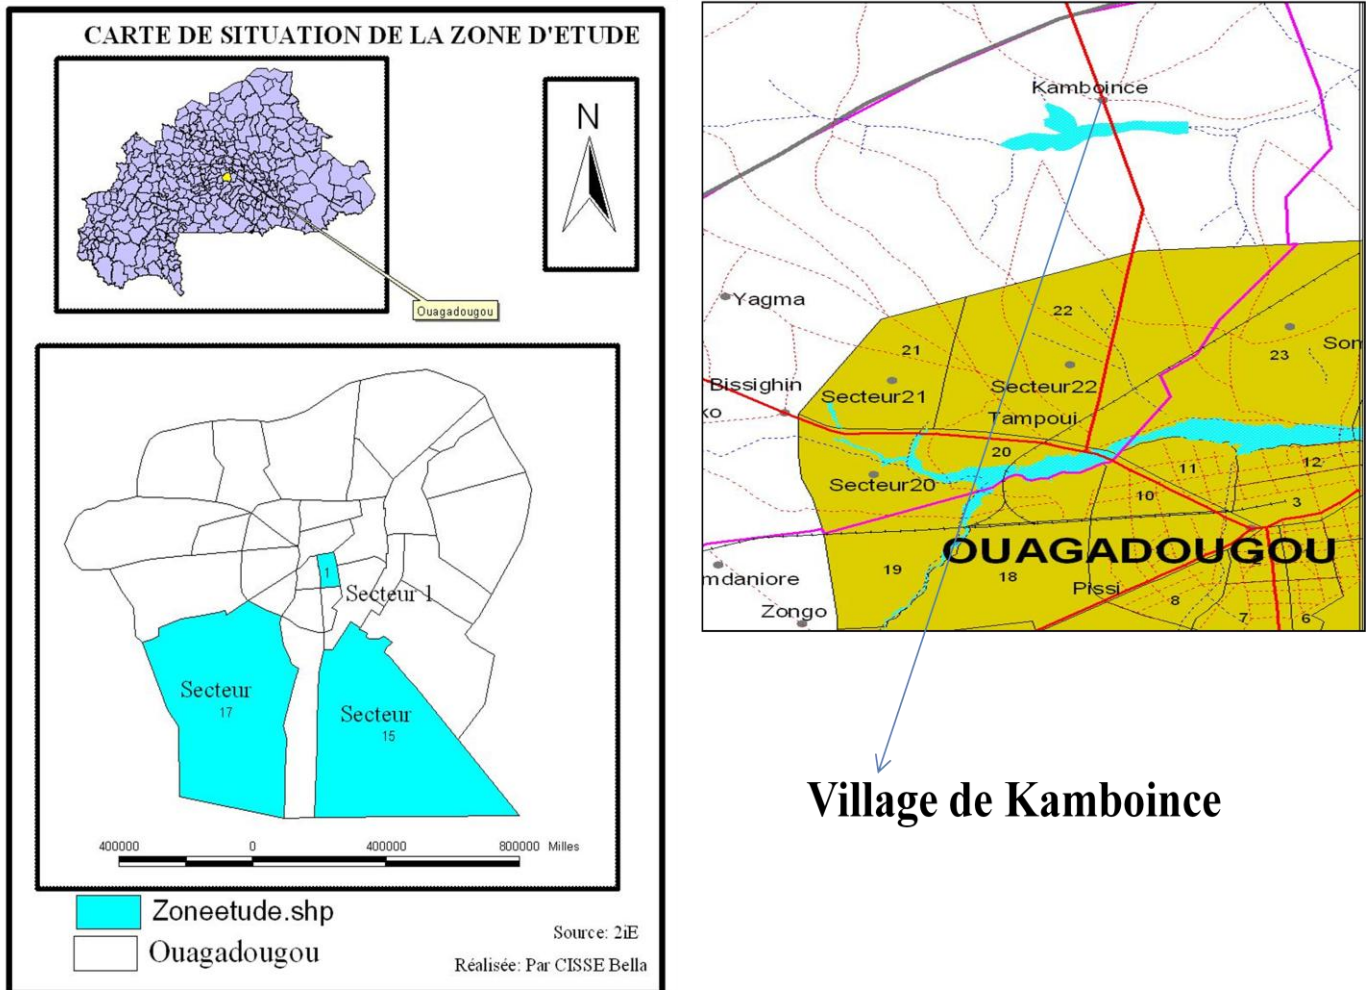 CARTE DE SITUATION DE LA ZONE D'ETUDE
N
Ouagadougou
1
Secteur 1
Secteur
17
Secteur
15
400000 0 400000 800000 Milles
Zoneetude.shp
Ouagadougou
Source: 2iE
Réalisée: Par CISSE Bella
Kamboince
Yagma
22
21
23
Som
Bissighin
Secteur21
Secteur22
xo
Tampoui
20
Secteur20
11
12
10
3
OUAGADOUGOU
19
18
mdaniore
Pissi
Zongo
8
7
6
Village de Kamboince